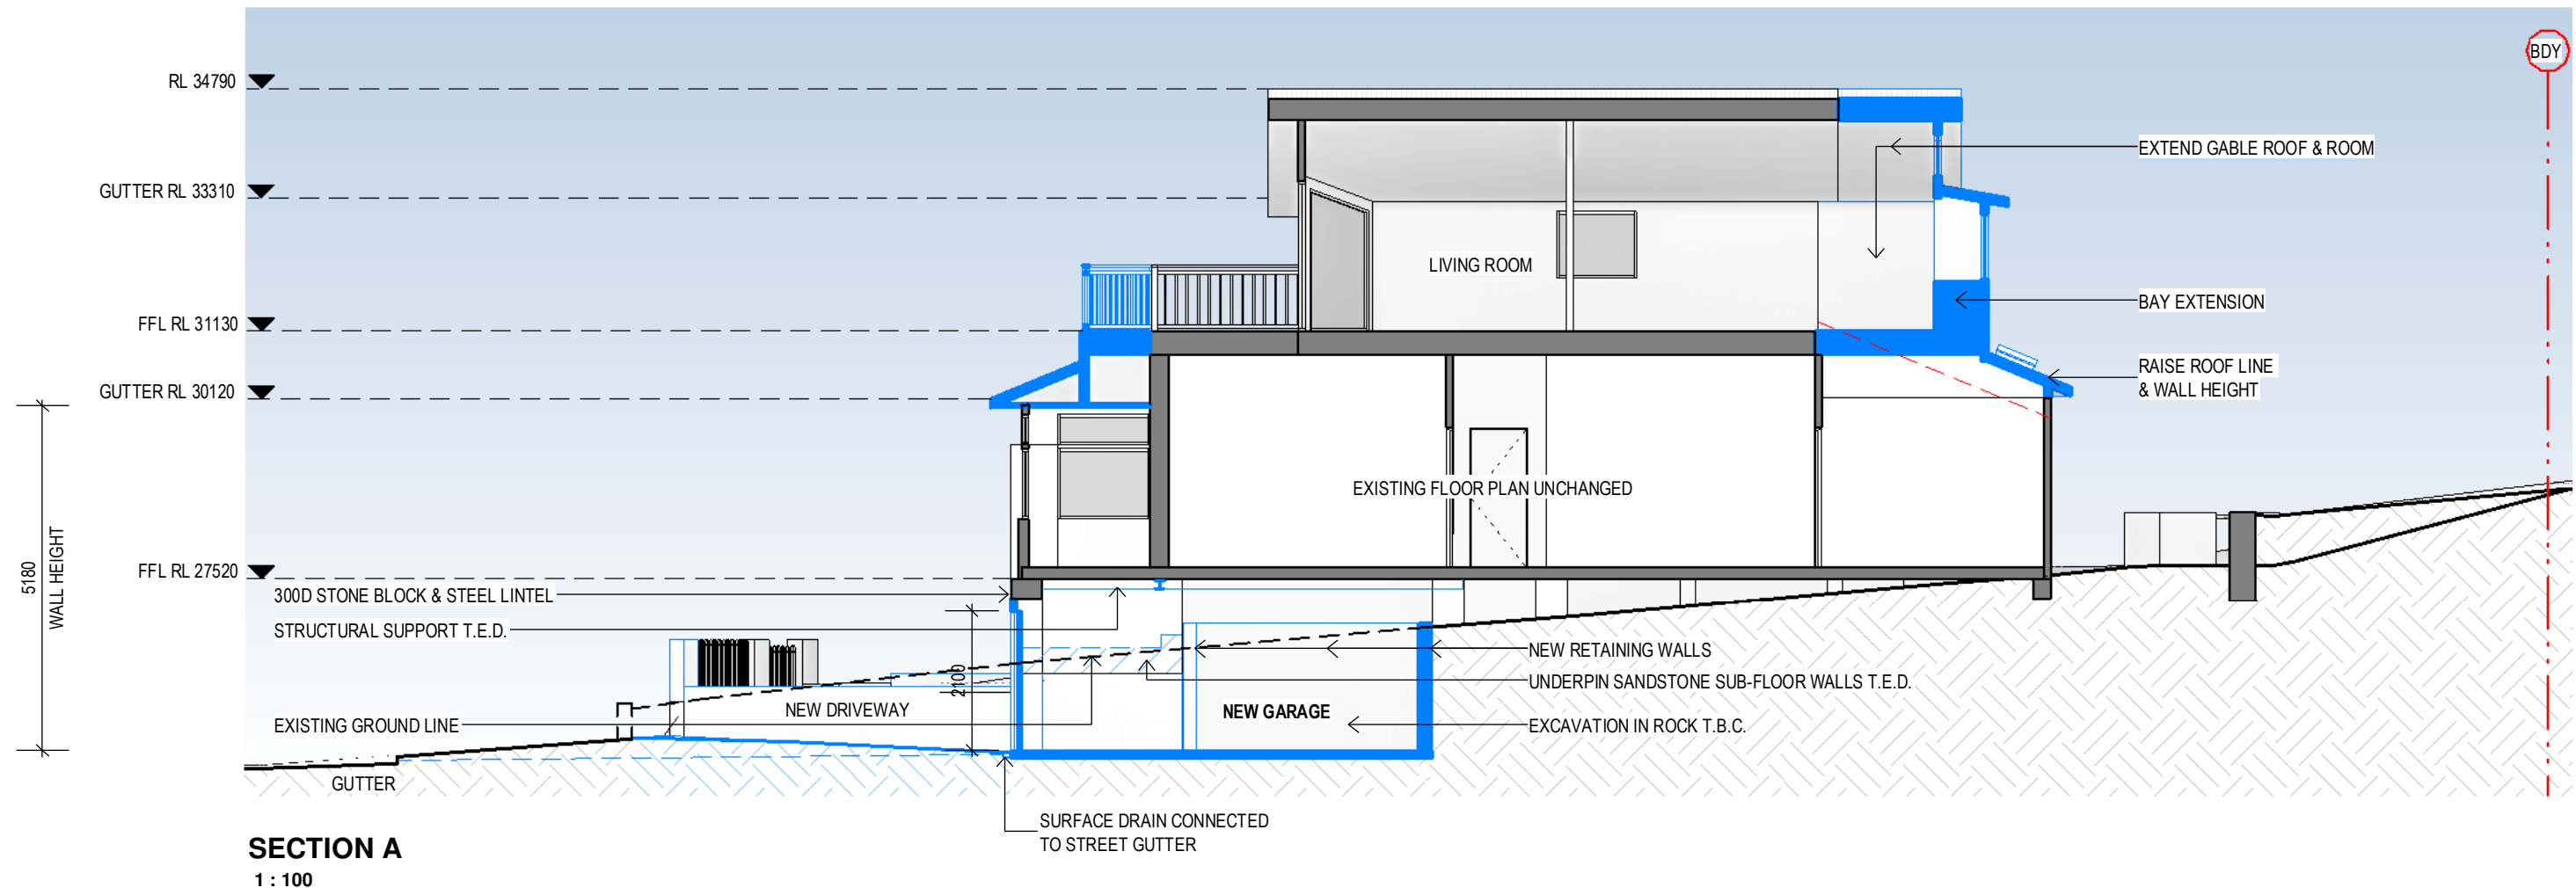 BDY
RL 34790
EXTEND GABLE ROOF & ROOM
GUTTER RL 33310
LIVING ROOM
BAY EXTENSION
FFL RL 31130
RAISE ROOF LINE
& WALL HEIGHT
GUTTER RL 30120
EXISTING FLOOR PLAN UNCHANGED
5180
WALL HEIGHT
FFL RL 27520
300D STONE BLOCK & STEEL LINTEL
STRUCTURAL SUPPORT T.E.D.
NEW RETAINING WALLS
2100
UNDERPIN SANDSTONE SUB-FLOOR WALLS T.E.D.
NEW DRIVEWAY
NEW GARAGE
EXISTING GROUND LINE
EXCAVATION IN ROCK T.B.C.
GUTTER
SURFACE DRAIN CONNECTED
TO STREET GUTTER
SECTION A
1 : 100